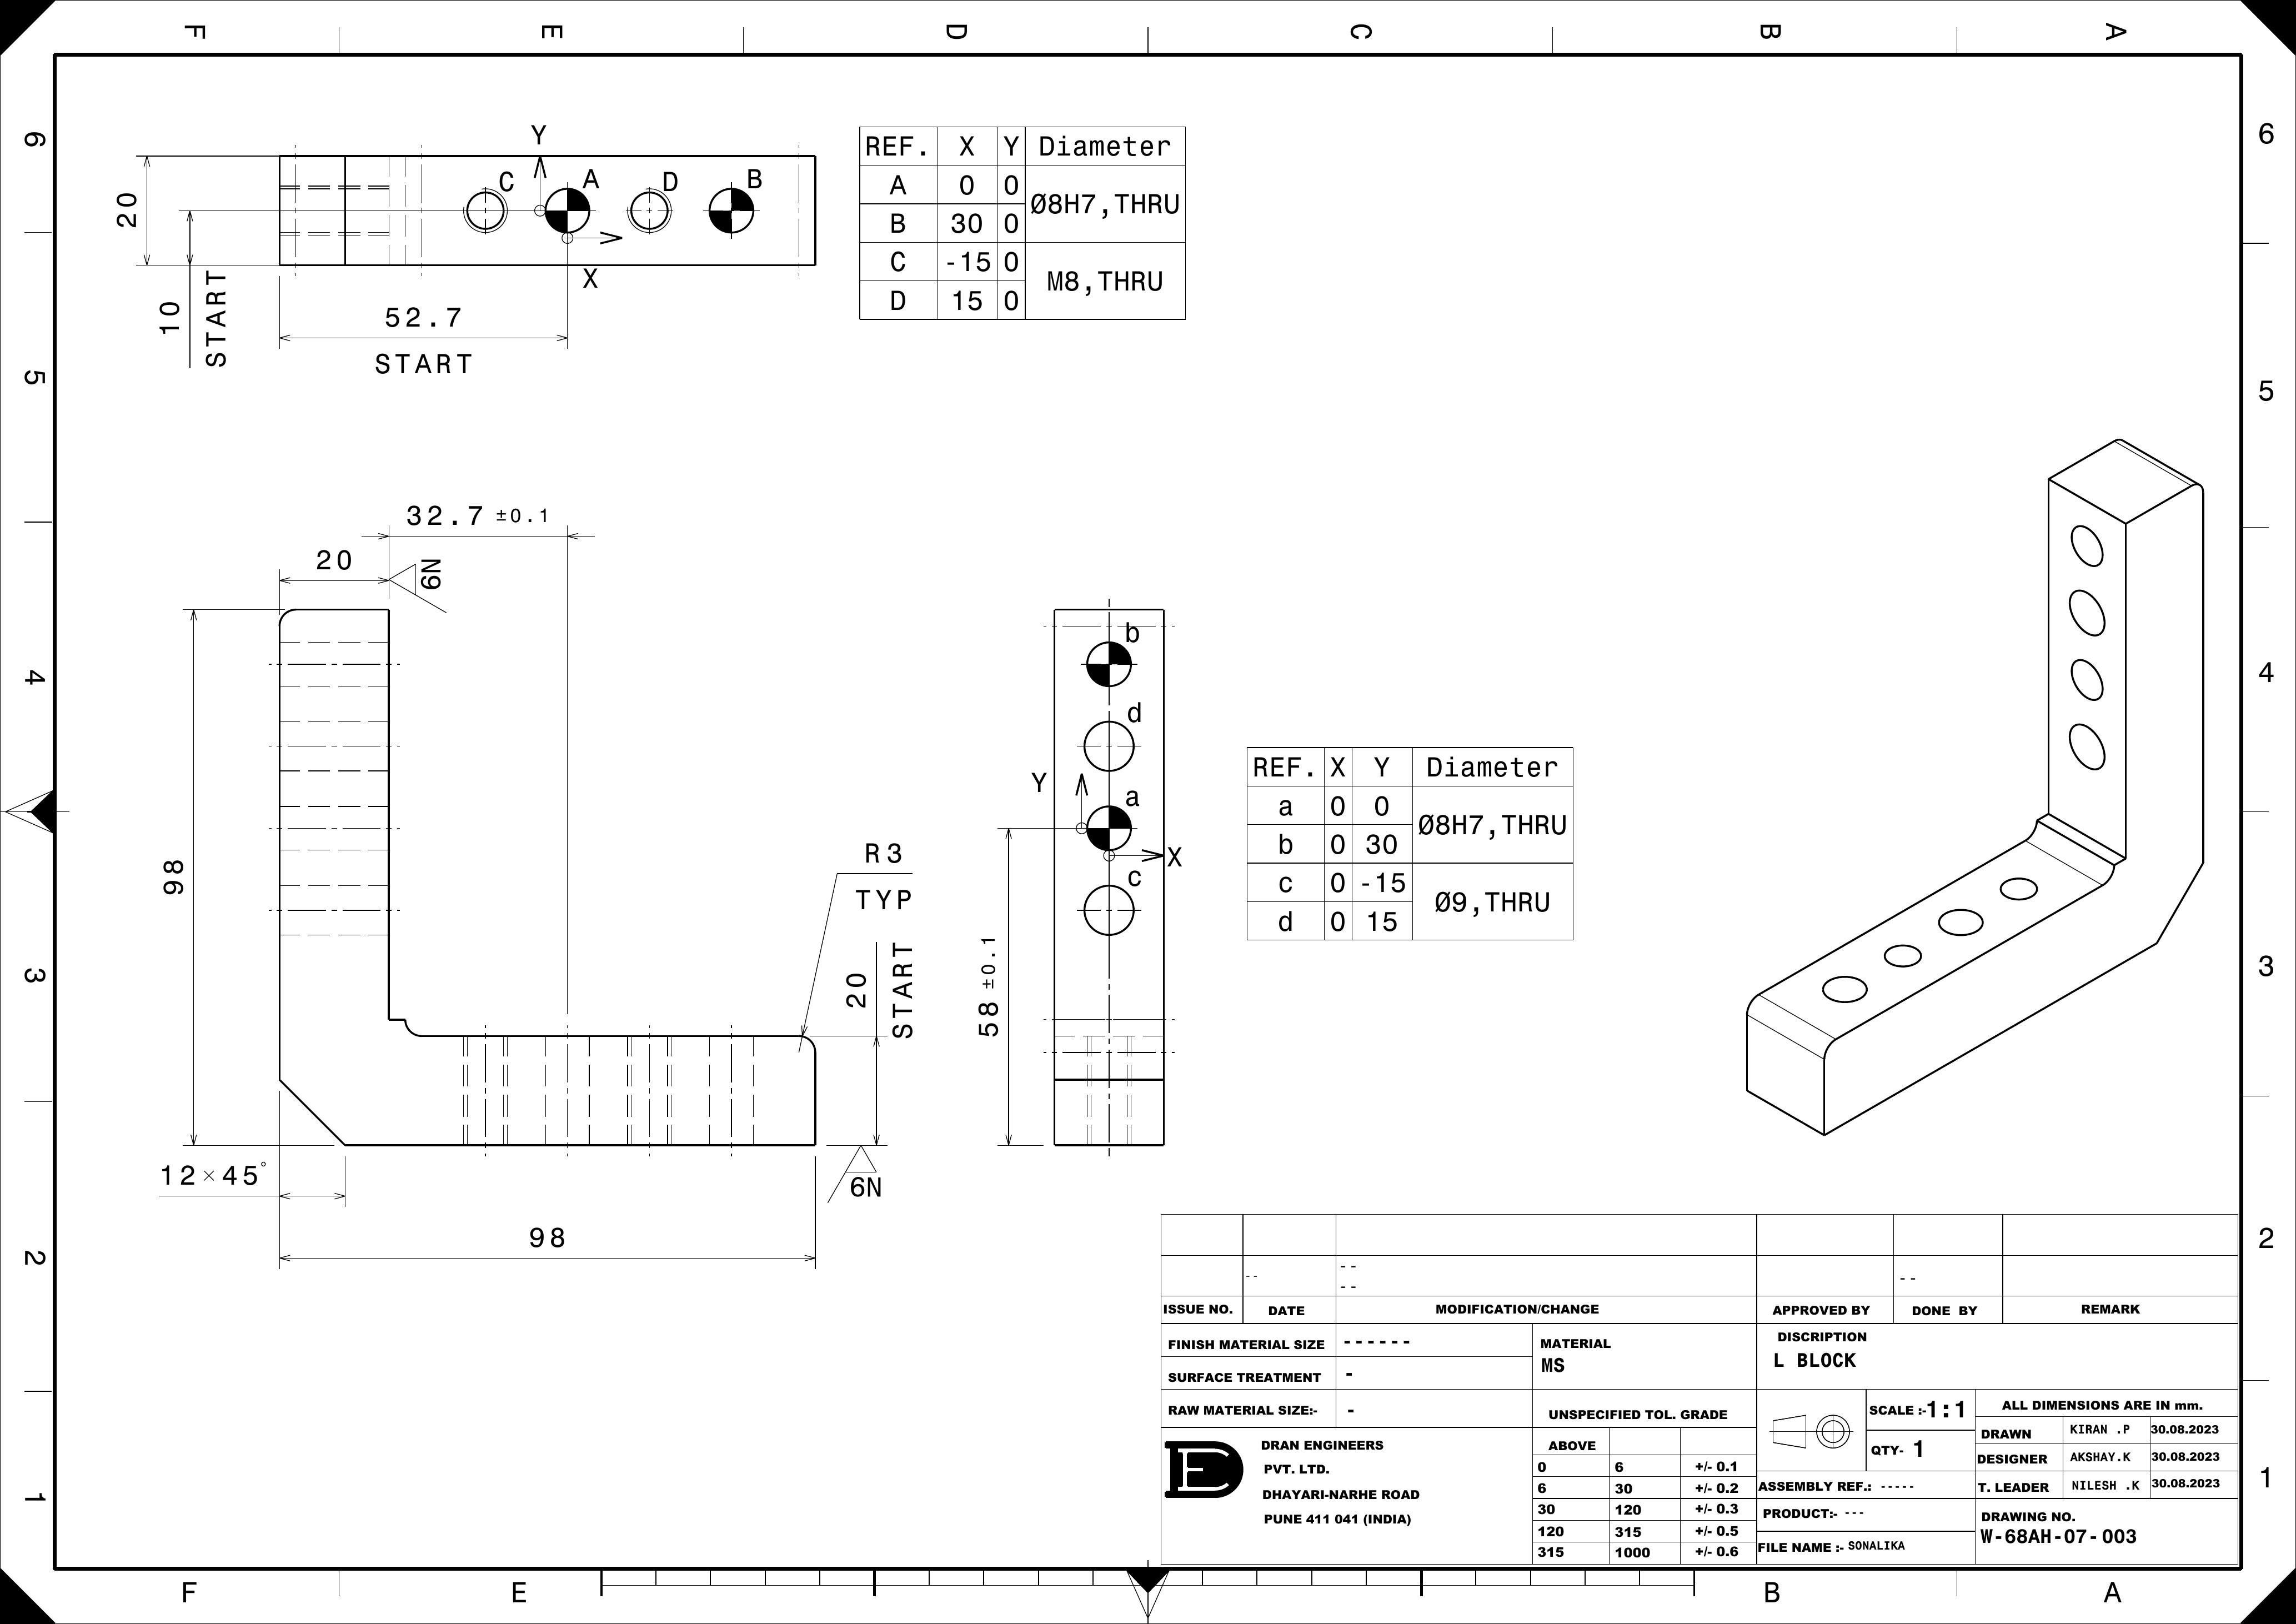 F E D C B A
6 6
Y
C A D B
X
20
10
START
52.7
START
REF. X Y Diameter
A 0 0 Ø8H7,THRU
B 30 0
C -15 0 M8,THRU
D 15 0
5 5
32.7 ±0.1
20
6N
4 4
98
R3
TYP
20
START
12×45°
98
6N
b
d
Y
a
X
c
58 ±0.1
REF. X Y Diameter
a 0 0 Ø8H7,THRU
b 0 30
c 0 -15 Ø9,THRU
d 0 15
3 3
2 2
--
--
-- --
ISSUE NO. DATE MODIFICATION/CHANGE APPROVED BY DONE BY REMARK
FINISH MATERIAL SIZE ------
SURFACE TREATMENT -
RAW MATERIAL SIZE:- -
MATERIAL
MS
DISCRIPTION
L BLOCK
UNSPECIFIED TOL. GRADE
ABOVE
0 6 +/- 0.1
6 30 +/- 0.2
30 120 +/- 0.3
120 315 +/- 0.5
315 1000 +/- 0.6
DRAN ENGINEERS
PVT. LTD.
DHAYARI-NARHE ROAD
PUNE 411 041 (INDIA)
SCALE :-1:1
QTY- 1
ALL DIMENSIONS ARE IN mm.
DRAWN KIRAN .P 30.08.2023
DESIGNER AKSHAY.K 30.08.2023
T. LEADER NILESH .K 30.08.2023
ASSEMBLY REF.: -----
PRODUCT:- ---
FILE NAME :- SONALIKA
DRAWING NO.
W-68AH-07-003
1 1
F E B A